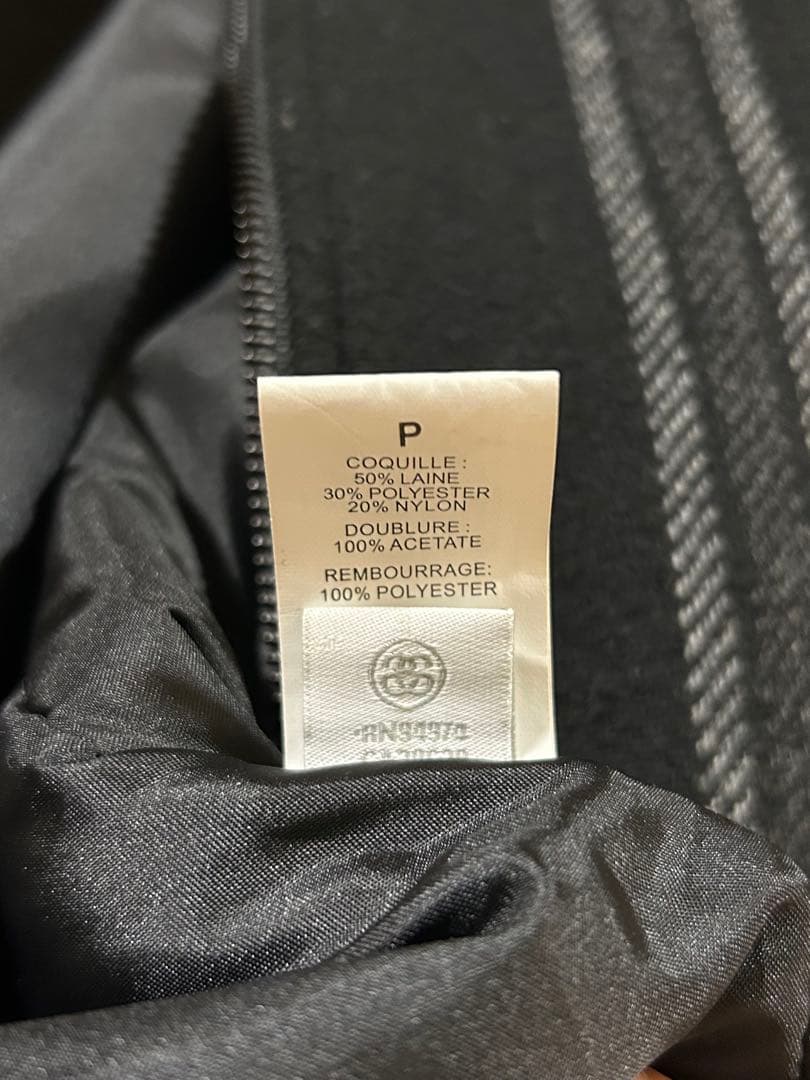 P
COQUILLE :
50% LAINE
30% POLYESTER
20% NYLON
DOUBLURE :
100% ACETATE
REMBOURRAGE:
100% POLYESTER